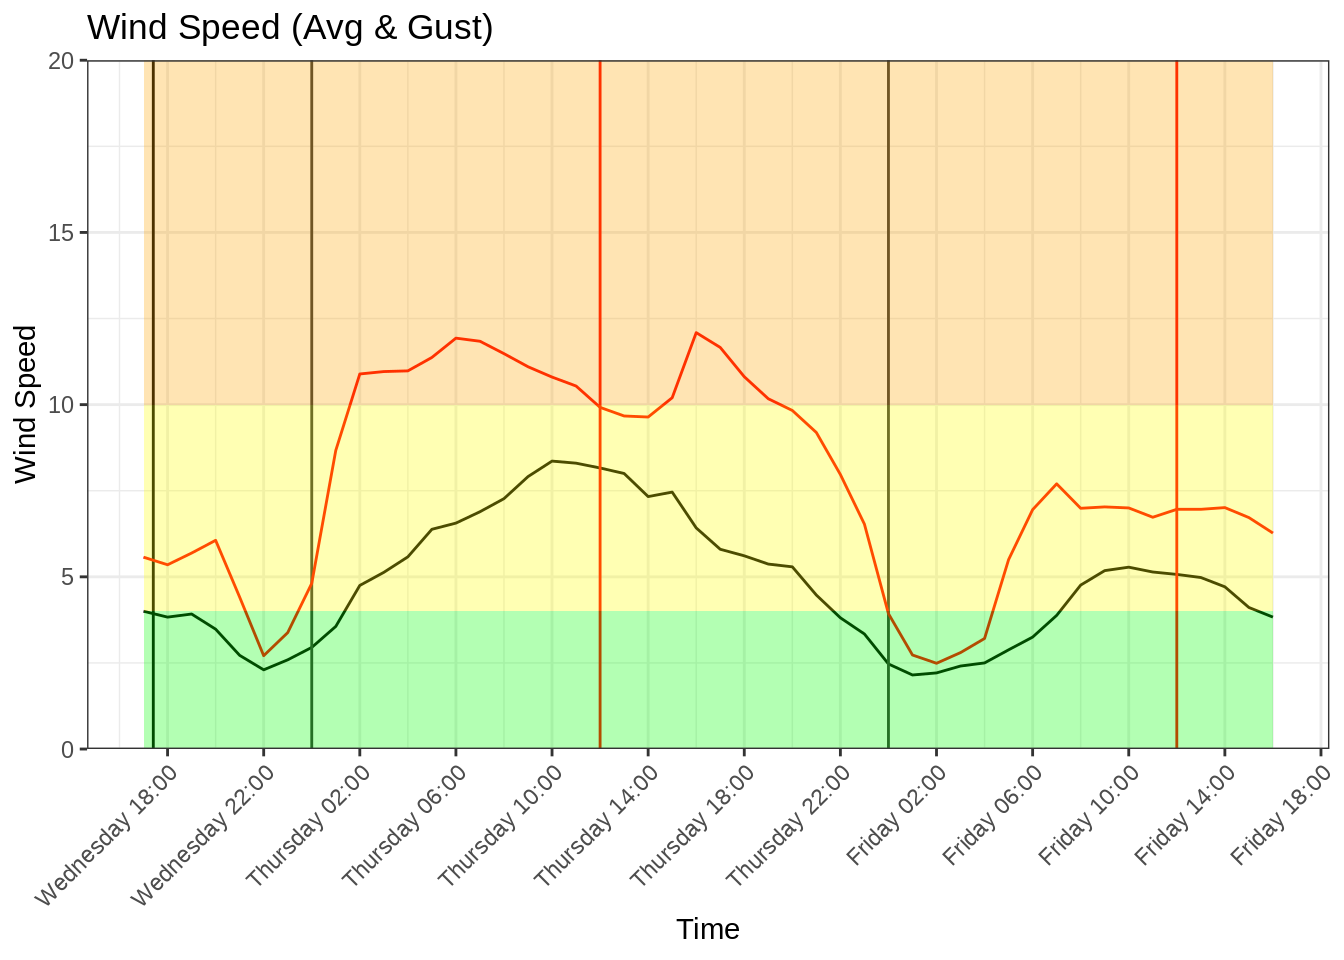 Wind Speed (Avg & Gust)
20
15
10
5
0
Wind Speed
Wednesday 18:00
Wednesday 22:00
Thursday 02:00
Thursday 06:00
Thursday 10:00
Thursday 14:00
Thursday 18:00
Thursday 22:00
Friday 02:00
Friday 06:00
Friday 10:00
Friday 14:00
Friday 18:00
Time